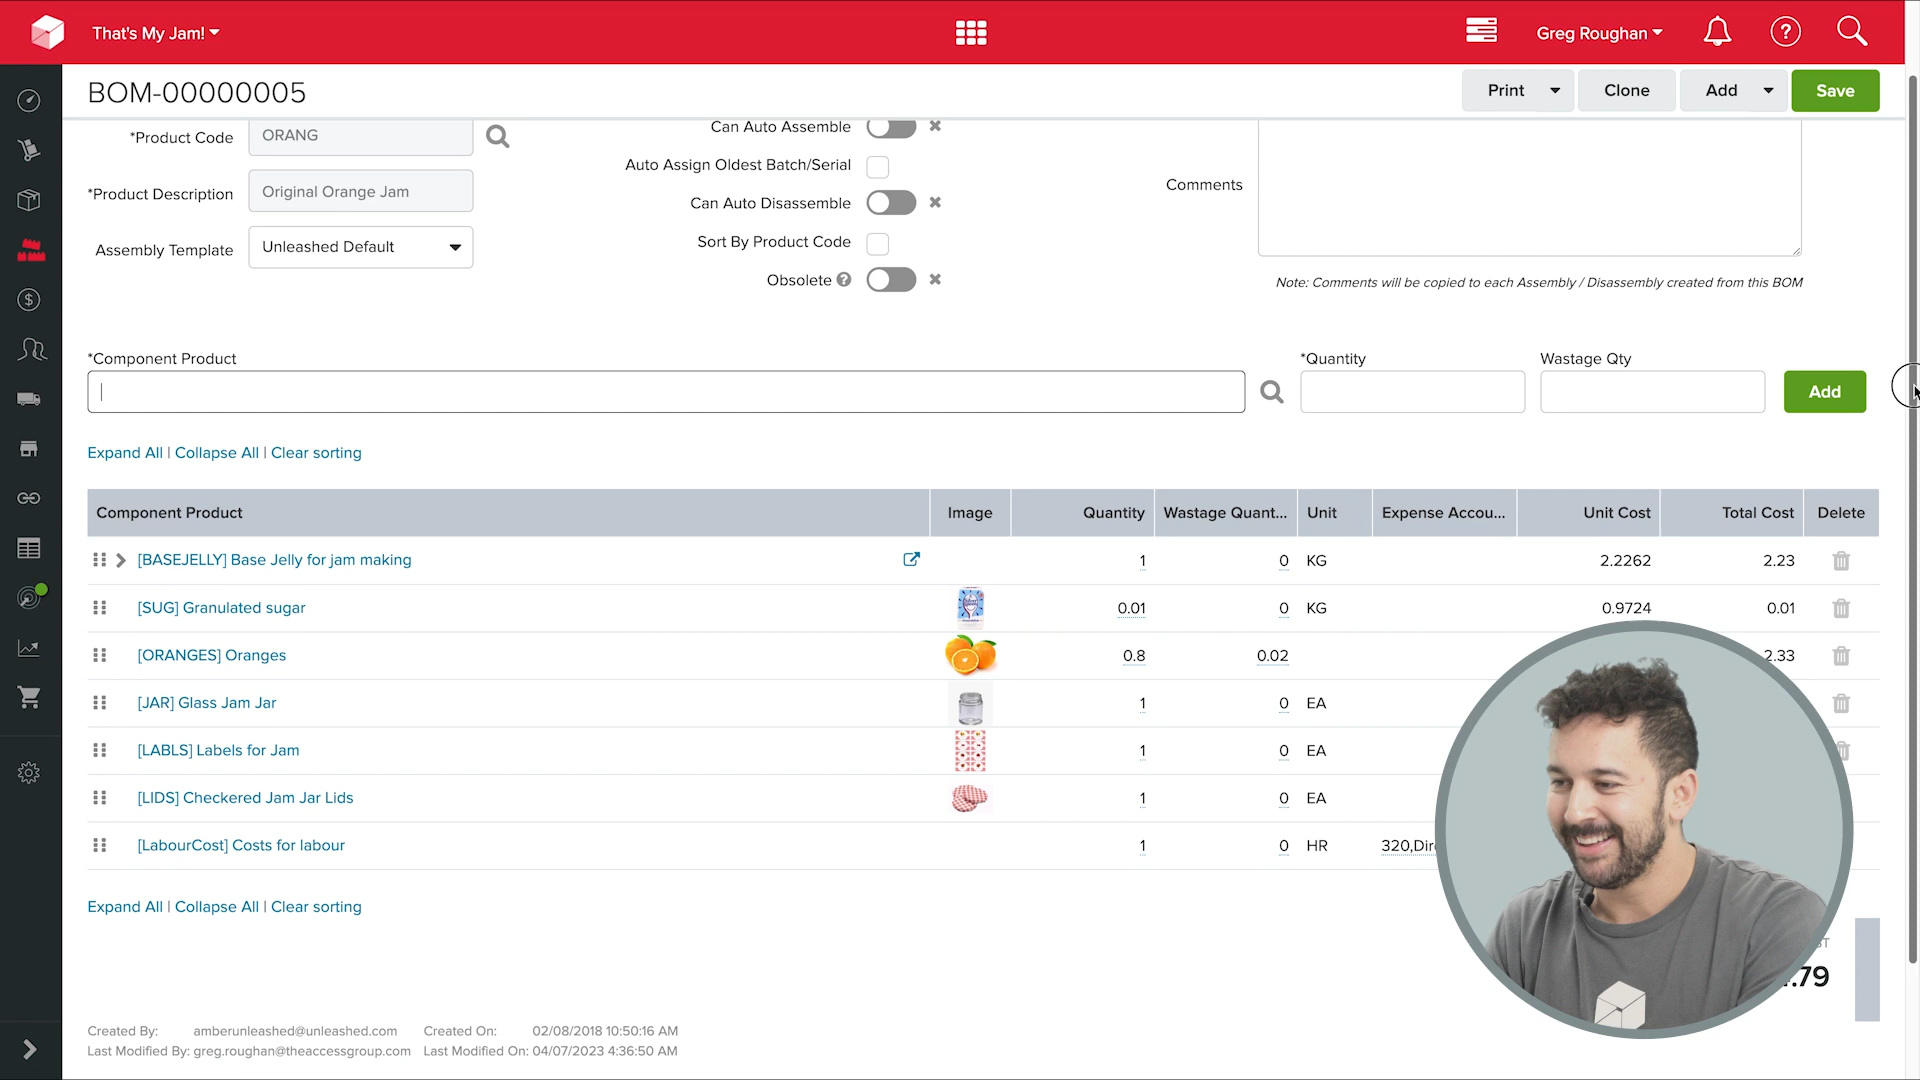 That's My Jam!
Greg Roughan
BOM-00000005
Print
Clone
Add
Save
*Product Code
ORANG
*Product Description
Original Orange Jam
Assembly Template
Unleashed Default
Can Auto Assemble
Auto Assign Oldest Batch/Serial
Can Auto Disassemble
Sort By Product Code
Obsolete ?
Comments
Note: Comments will be copied to each Assembly / Disassembly created from this BOM
*Component Product
*Quantity
Wastage Qty
Add
Expand All | Collapse All | Clear sorting
Component Product Image Quantity Wastage Quant... Unit Expense Accou... Unit Cost Total Cost Delete
[BASEJELLY] Base Jelly for jam making 1 0 KG 2.2262 2.23
[SUG] Granulated sugar 0.01 0 KG 0.9724 0.01
[ORANGES] Oranges 0.8 0.02 2.33
[JAR] Glass Jam Jar 1 0 EA
[LABLS] Labels for Jam 1 0 EA
[LIDS] Checkered Jam Jar Lids 1 0 EA
[LabourCost] Costs for labour 1 0 HR 320,Dir
Expand All | Collapse All | Clear sorting
.79
Created By: amberunleashed@unleashed.com Created On: 02/08/2018 10:50:16 AM
Last Modified By: greg.roughan@theaccessgroup.com Last Modified On: 04/07/2023 4:36:50 AM